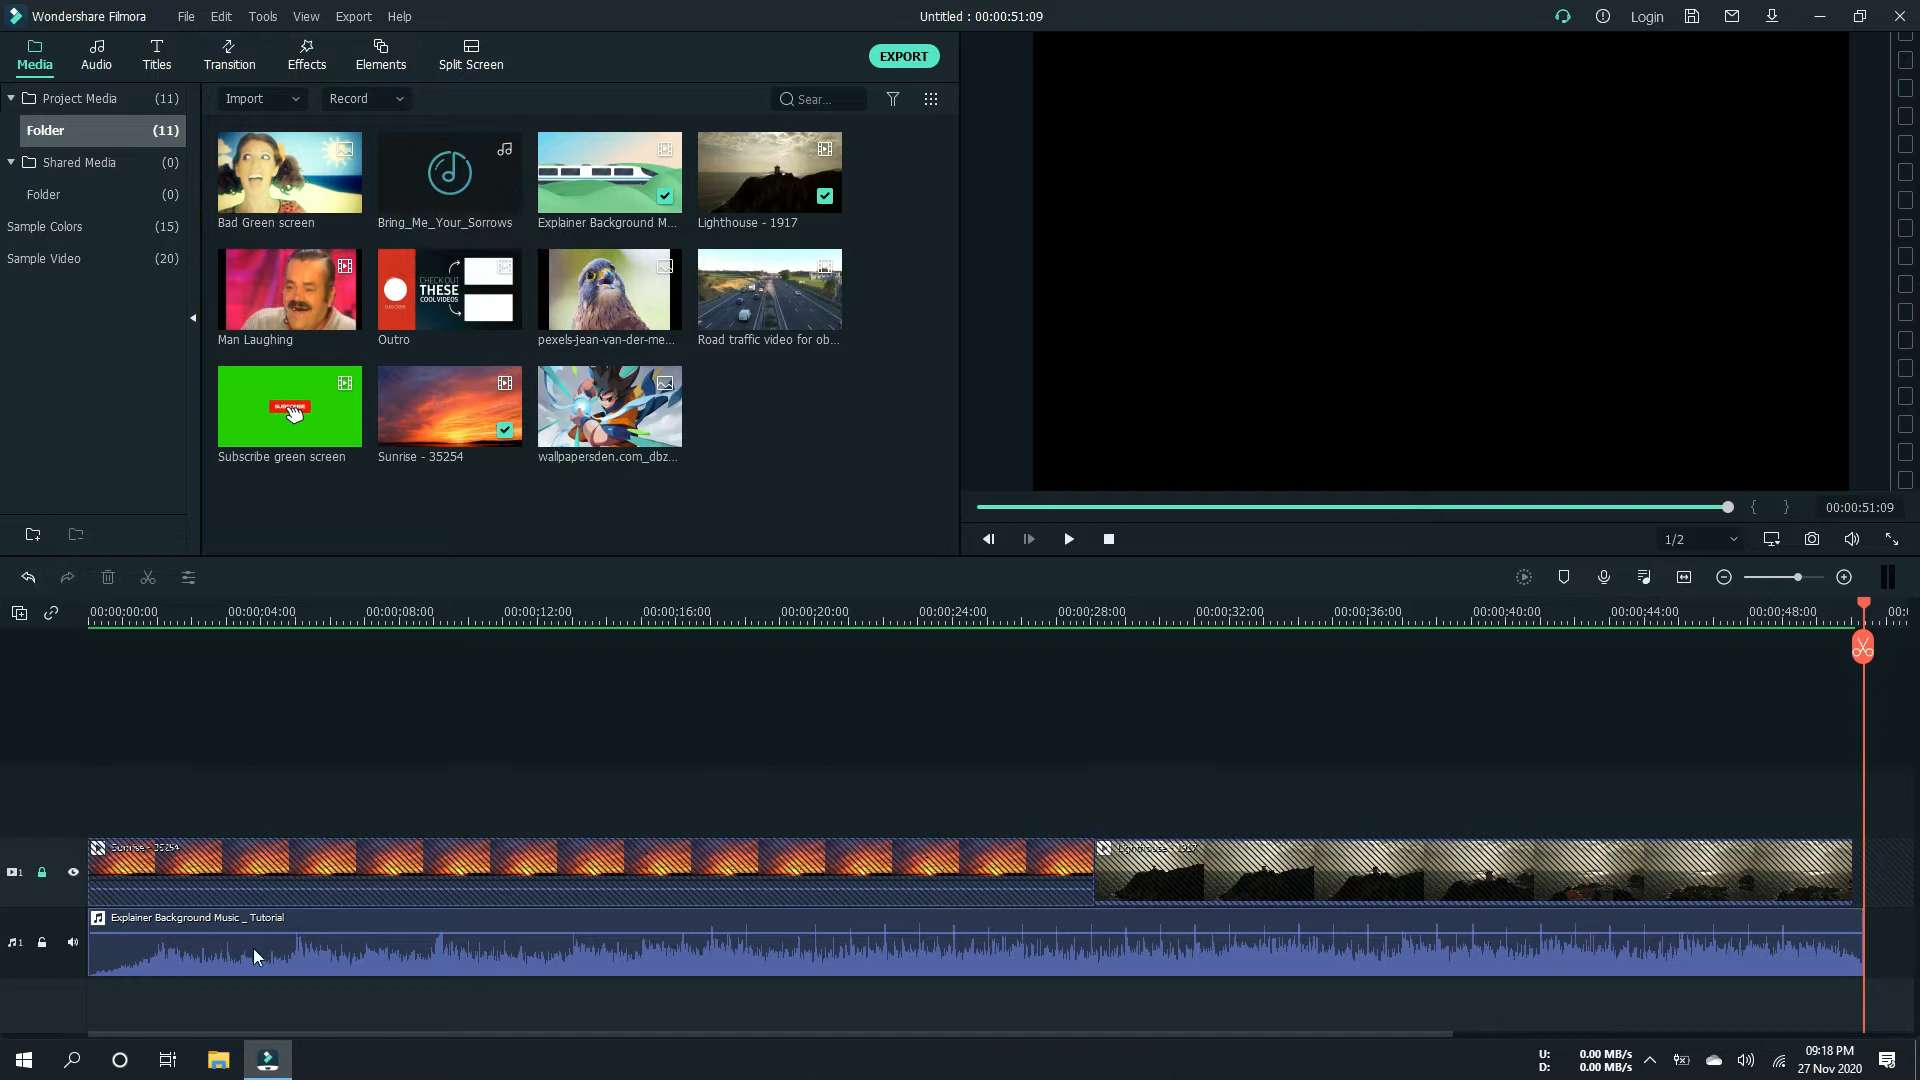 Wondershare Filmora File Edit Tools View Export Help Untitled : 00:00:51:09 Login
Media Audio Titles Transition Effects Elements Split Screen EXPORT
Project Media (11)
Folder (11)
Shared Media (0)
Folder (0)
Sample Colors (15)
Sample Video (20)
Import Record Sear...
Bad Green screen Bring_Me_Your_Sorrows Explainer Background M... Lighthouse - 1917
CHECK OUT
THESE
COOL VIDEOS
SUBSCRIBE
Man Laughing Outro pexels-jean-van-der-me... Road traffic video for ob...
SUBSCRIBE
Subscribe green screen Sunrise - 35254 wallpapersden.com_dbz...
{ } 00:00:51:09
1/2
00:00:00:00 00:00:04:00 00:00:08:00 00:00:12:00 00:00:16:00 00:00:20:00 00:00:24:00 00:00:28:00 00:00:32:00 00:00:36:00 00:00:40:00 00:00:44:00 00:00:48:00 00:0
Sunrise - 35254 Lighthouse - 1917
1
Explainer Background Music _ Tutorial
1
U: 0.00 MB/s
D: 0.00 MB/s
09:18 PM
27 Nov 2020